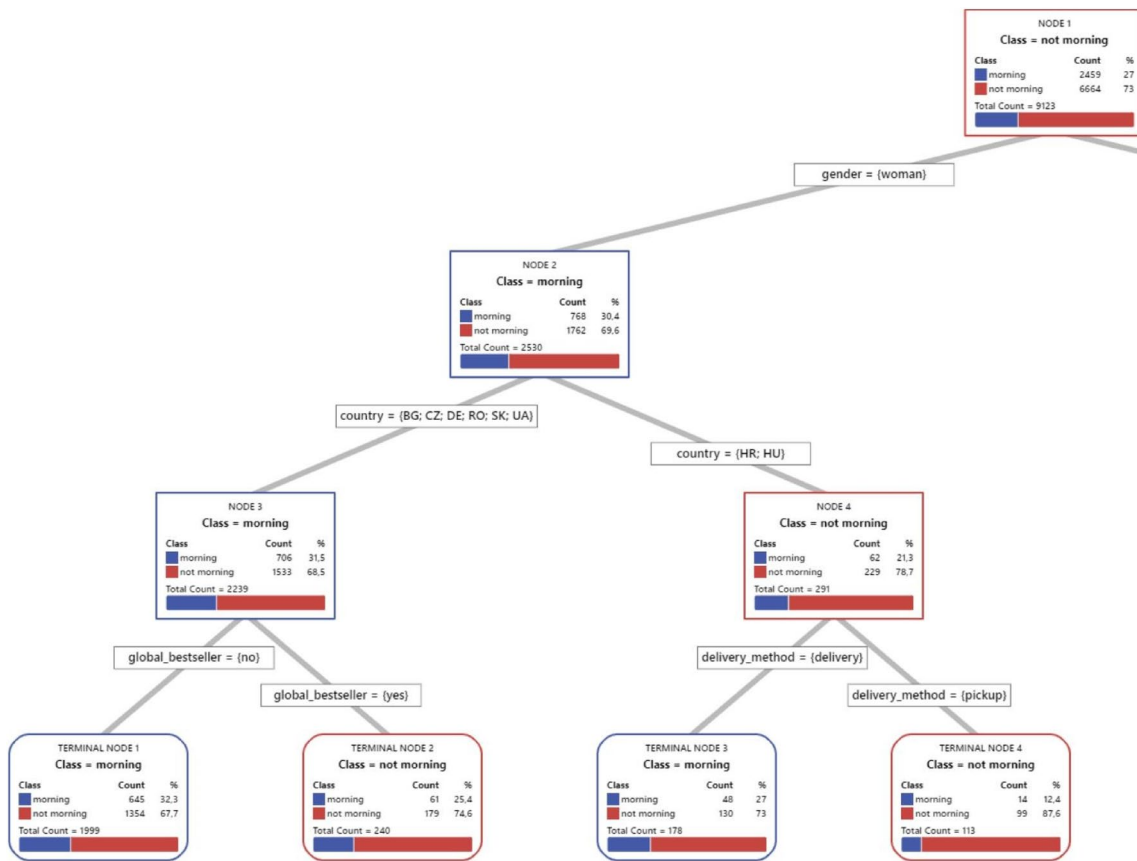 NODE 1
Class = not morning
Class Count %
morning 2459 27
not morning 6664 73
Total Count = 9123
gender = {woman}
NODE 2
Class = morning
Class Count %
morning 768 30,4
not morning 1762 69,6
Total Count = 2530
country = {BG; CZ; DE; RO; SK; UA}
country = {HR; HU}
NODE 3
Class = morning
Class Count %
morning 706 31,5
not morning 1533 68,5
Total Count = 2239
NODE 4
Class = not morning
Class Count %
morning 62 21,3
not morning 229 78,7
Total Count = 291
global_bestseller = {no}
global_bestseller = {yes}
delivery_method = {delivery}
delivery_method = {pickup}
TERMINAL NODE 1
Class = morning
Class Count %
morning 645 32,3
not morning 1354 67,7
Total Count = 1999
TERMINAL NODE 2
Class = not morning
Class Count %
morning 61 25,4
not morning 179 74,6
Total Count = 240
TERMINAL NODE 3
Class = morning
Class Count %
morning 48 27
not morning 130 73
Total Count = 178
TERMINAL NODE 4
Class = not morning
Class Count %
morning 14 12,4
not morning 99 87,6
Total Count = 113